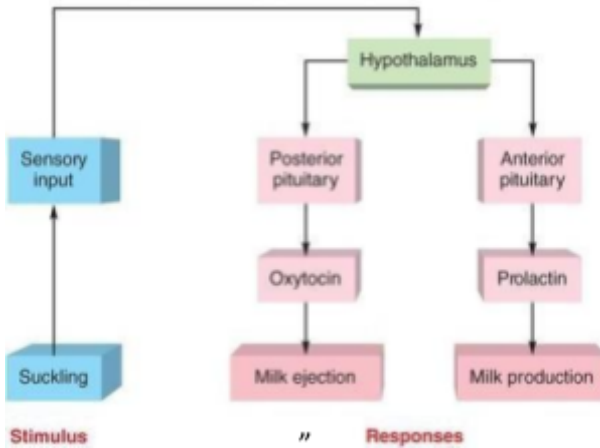 Hypothalamus
Sensory
input
Posterior
pituitary
Anterior
pituitary
Oxytocin
Prolactin
Suckling
Milk ejection
Milk production
Stimulus
"
Responses